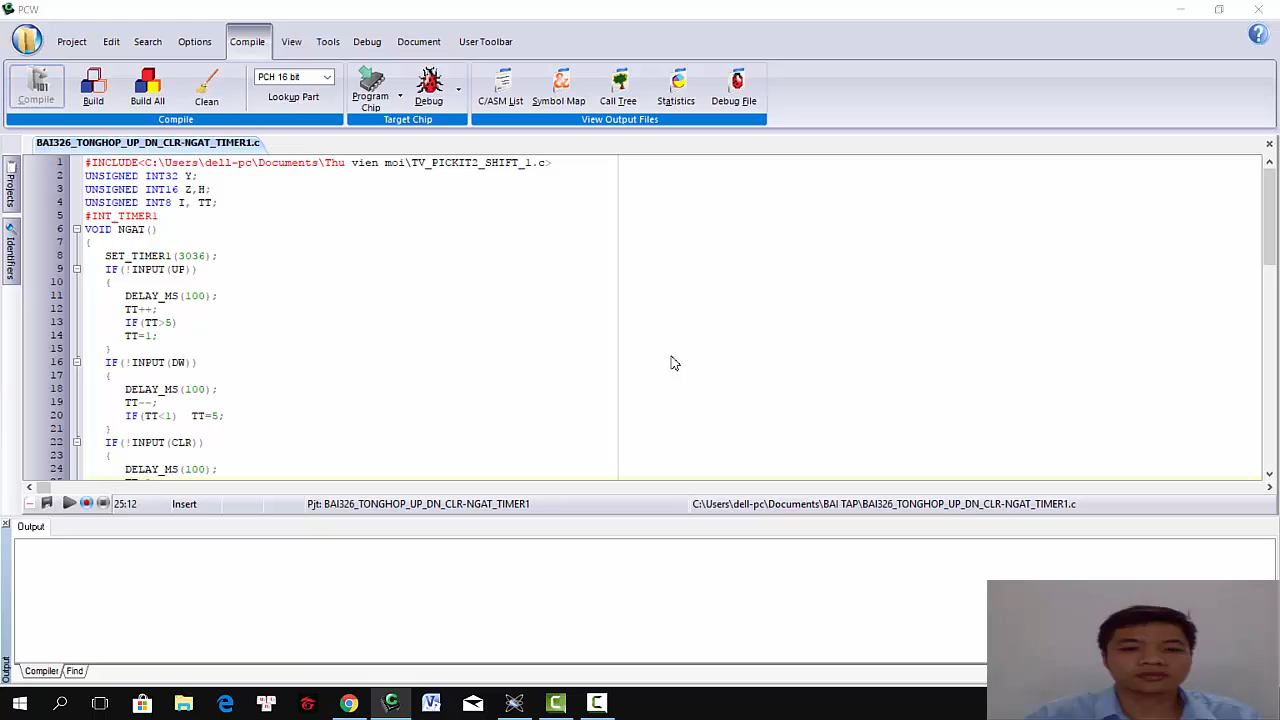 PCW
Project Edit Search Options Compile View Tools Debug Document User Toolbar
Compile Build Build All Clean PCH 16 bit Lookup Part Program Chip Debug C/ASM List Symbol Map Call Tree Statistics Debug File
Compile Target Chip View Output Files
BAI326_TONGHOP_UP_DN_CLR-NGAT_TIMER1.c
Projects
Identifiers
1 #INCLUDE<C:\Users\dell-pc\Documents\Thu vien moi\TV_PICKIT2_SHIFT_1.c>
2 UNSIGNED INT32 Y;
3 UNSIGNED INT16 Z,H;
4 UNSIGNED INT8 I, TT;
5 #INT_TIMER1
6 VOID NGAT()
7 {
8 SET_TIMER1(3036);
9 IF(!INPUT(UP))
10 {
11 DELAY_MS(100);
12 TT++;
13 IF(TT>5)
14 TT=1;
15 }
16 IF(!INPUT(DW))
17 {
18 DELAY_MS(100);
19 TT--;
20 IF(TT<1) TT=5;
21 }
22 IF(!INPUT(CLR))
23 {
24 DELAY_MS(100);
25:12 Insert Pjt: BAI326_TONGHOP_UP_DN_CLR-NGAT_TIMER1 C:\Users\dell-pc\Documents\BAI TAP\BAI326_TONGHOP_UP_DN_CLR-NGAT_TIMER1.c
Output
Output
Compiler Find